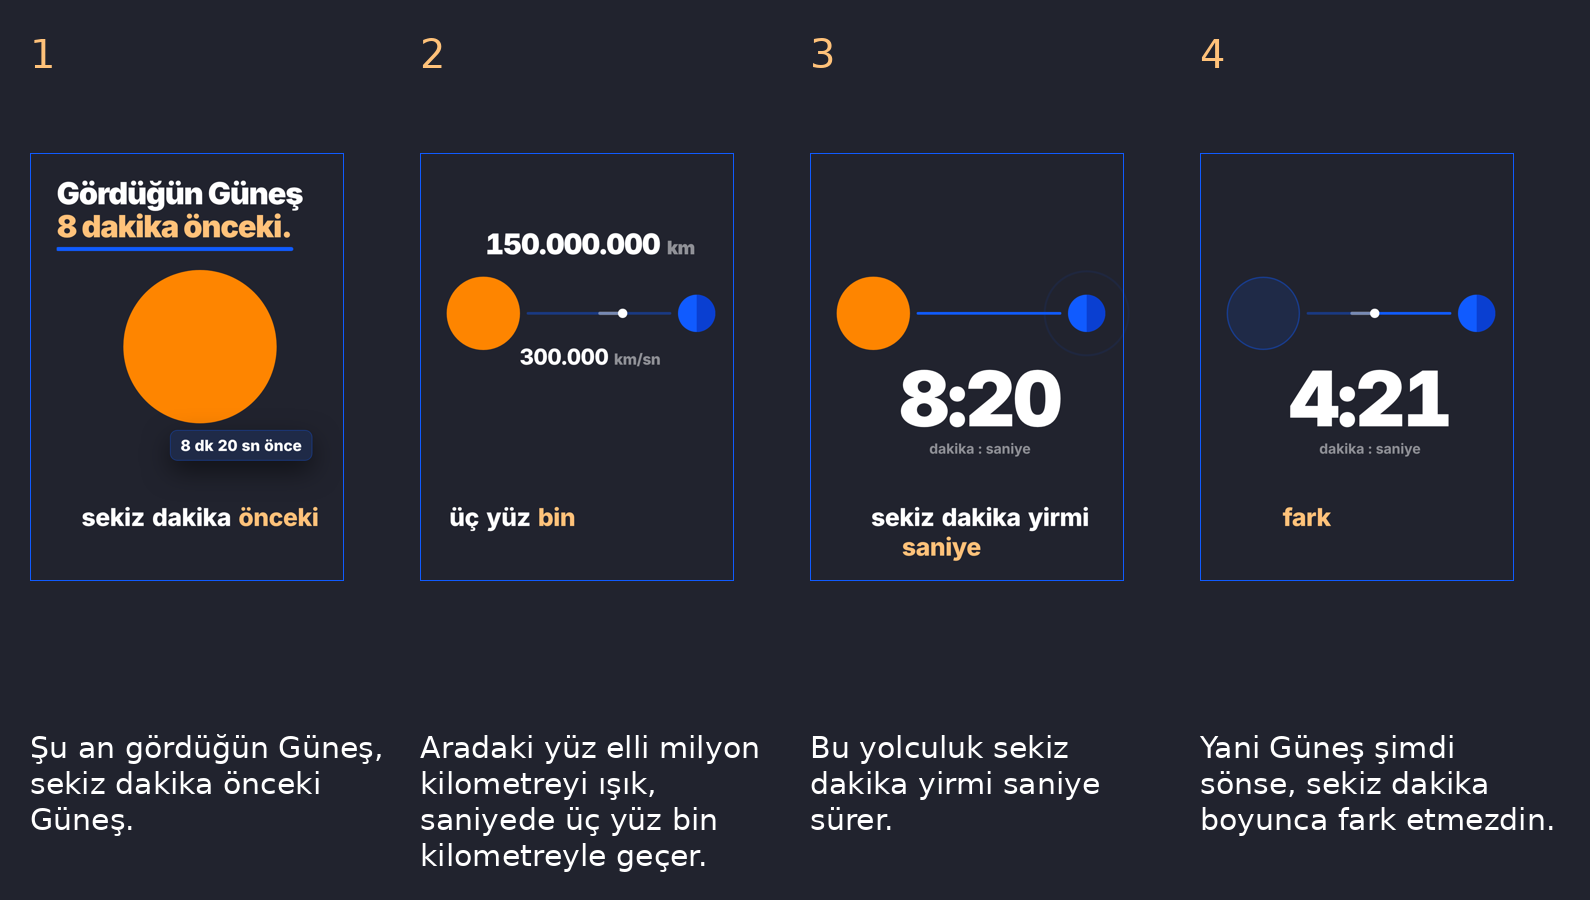 1
Gördüğün Güneş
8 dakika önceki.
8 dk 20 sn önce
sekiz dakika önceki
Şu an gördüğün Güneş,
sekiz dakika önceki
Güneş.
2
150.000.000 km
300.000 km/sn
üç yüz bin
Aradaki yüz elli milyon
kilometreyi ışık,
saniyede üç yüz bin
kilometreyle geçer.
3
8:20
dakika : saniye
sekiz dakika yirmi
saniye
Bu yolculuk sekiz
dakika yirmi saniye
sürer.
4
4:21
dakika : saniye
fark
Yani Güneş şimdi
sönse, sekiz dakika
boyunca fark etmezdin.